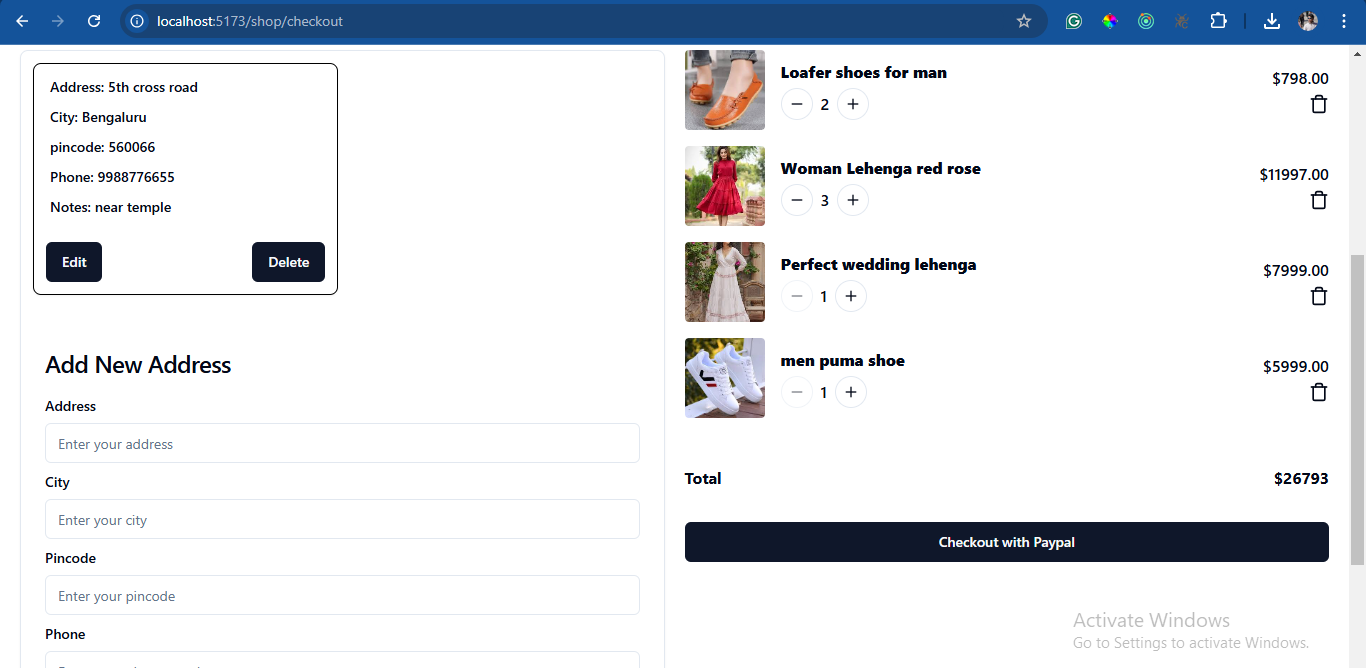 localhost:5173/shop/checkout
Address: 5th cross road
City: Bengaluru
pincode: 560066
Phone: 9988776655
Notes: near temple
Edit
Delete
Add New Address
Address
Enter your address
City
Enter your city
Pincode
Enter your pincode
Phone
Loafer shoes for man
$798.00
2
Woman Lehenga red rose
$11997.00
3
Perfect wedding lehenga
$7999.00
1
men puma shoe
$5999.00
1
Total
$26793
Checkout with Paypal
Activate Windows
Go to Settings to activate Windows.